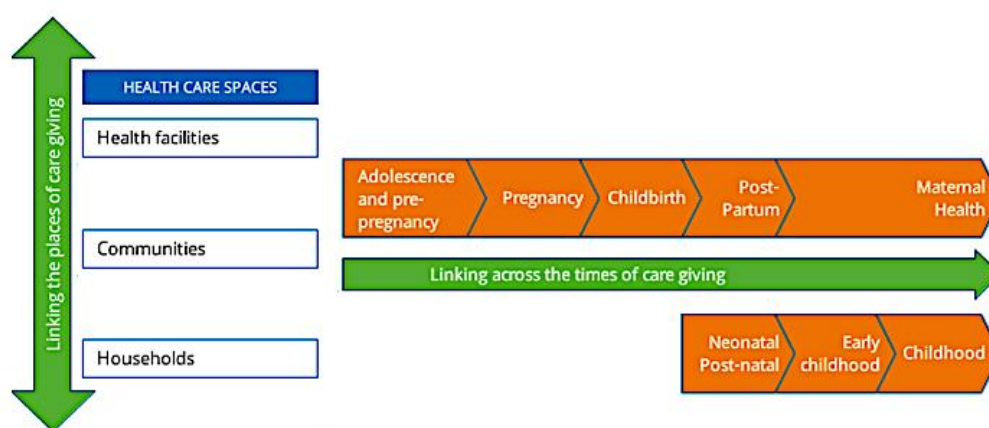 Linking the places of care giving
HEALTH CARE SPACES
Health facilities
Communities
Households
Adolescence
and pre-
pregnancy
Pregnancy
Childbirth
Post-
Partum
Maternal
Health
Linking across the times of care giving
Neonatal
Post-natal
Early
childhood
Childhood